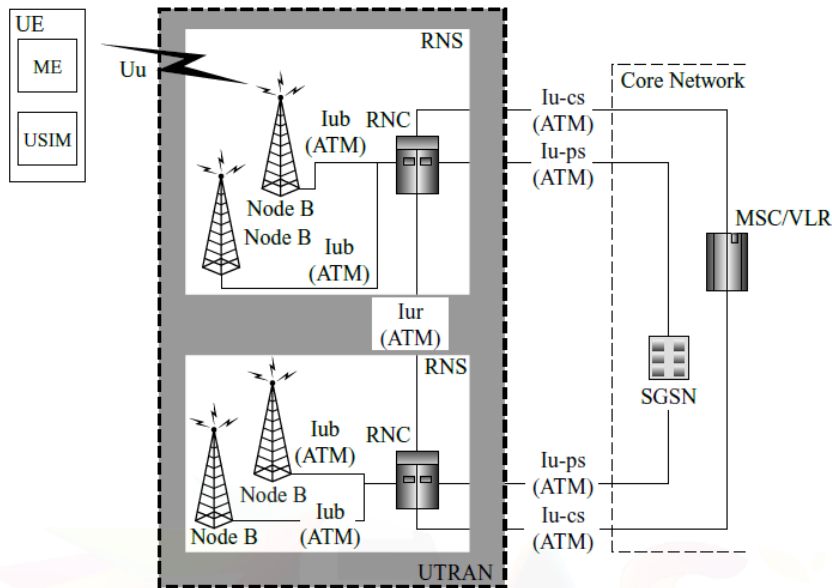 UE
ME
USIM
Uu
RNS
Iub
(ATM)
RNC
Node B
Node B
Iub
(ATM)
Iu-cs
(ATM)
Iu-ps
(ATM)
Core Network
MSC/VLR
Iur
(ATM)
RNS
Iub
(ATM)
RNC
Node B
Iub
(ATM)
Node B
SGSN
Iu-ps
(ATM)
Iu-cs
(ATM)
UTRAN